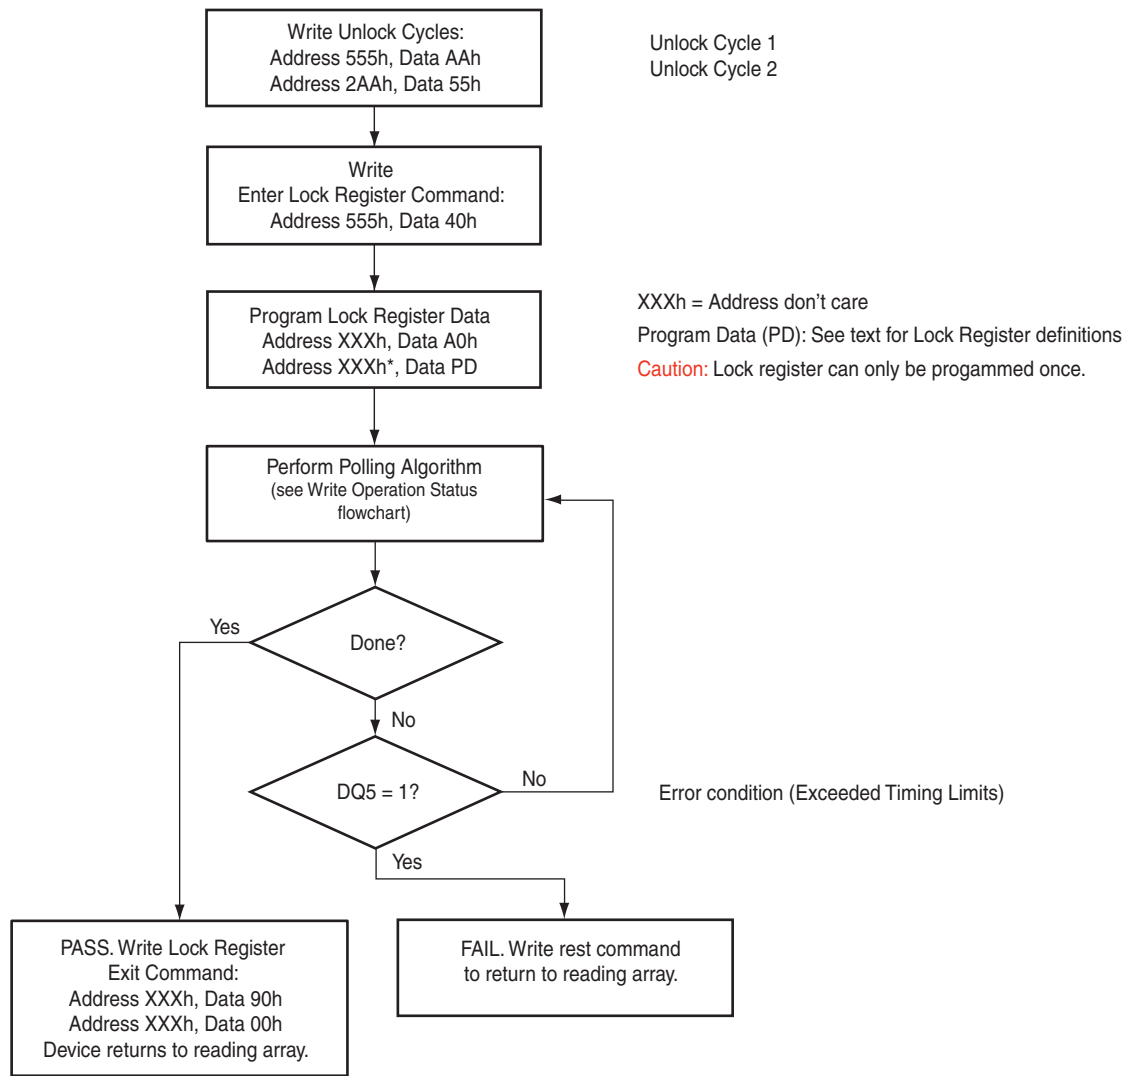 Write Unlock Cycles:
Address 555h, Data AAh
Address 2AAh, Data 55h
Unlock Cycle 1
Unlock Cycle 2
Write
Enter Lock Register Command:
Address 555h, Data 40h
Program Lock Register Data
Address XXXh, Data A0h
Address XXXh*, Data PD
XXXh = Address don't care
Program Data (PD): See text for Lock Register definitions
Caution: Lock register can only be progammed once.
Perform Polling Algorithm
(see Write Operation Status
flowchart)
Yes
Done?
No
DQ5 = 1?
No
Error condition (Exceeded Timing Limits)
Yes
PASS. Write Lock Register
Exit Command:
Address XXXh, Data 90h
Address XXXh, Data 00h
Device returns to reading array.
FAIL. Write rest command
to return to reading array.